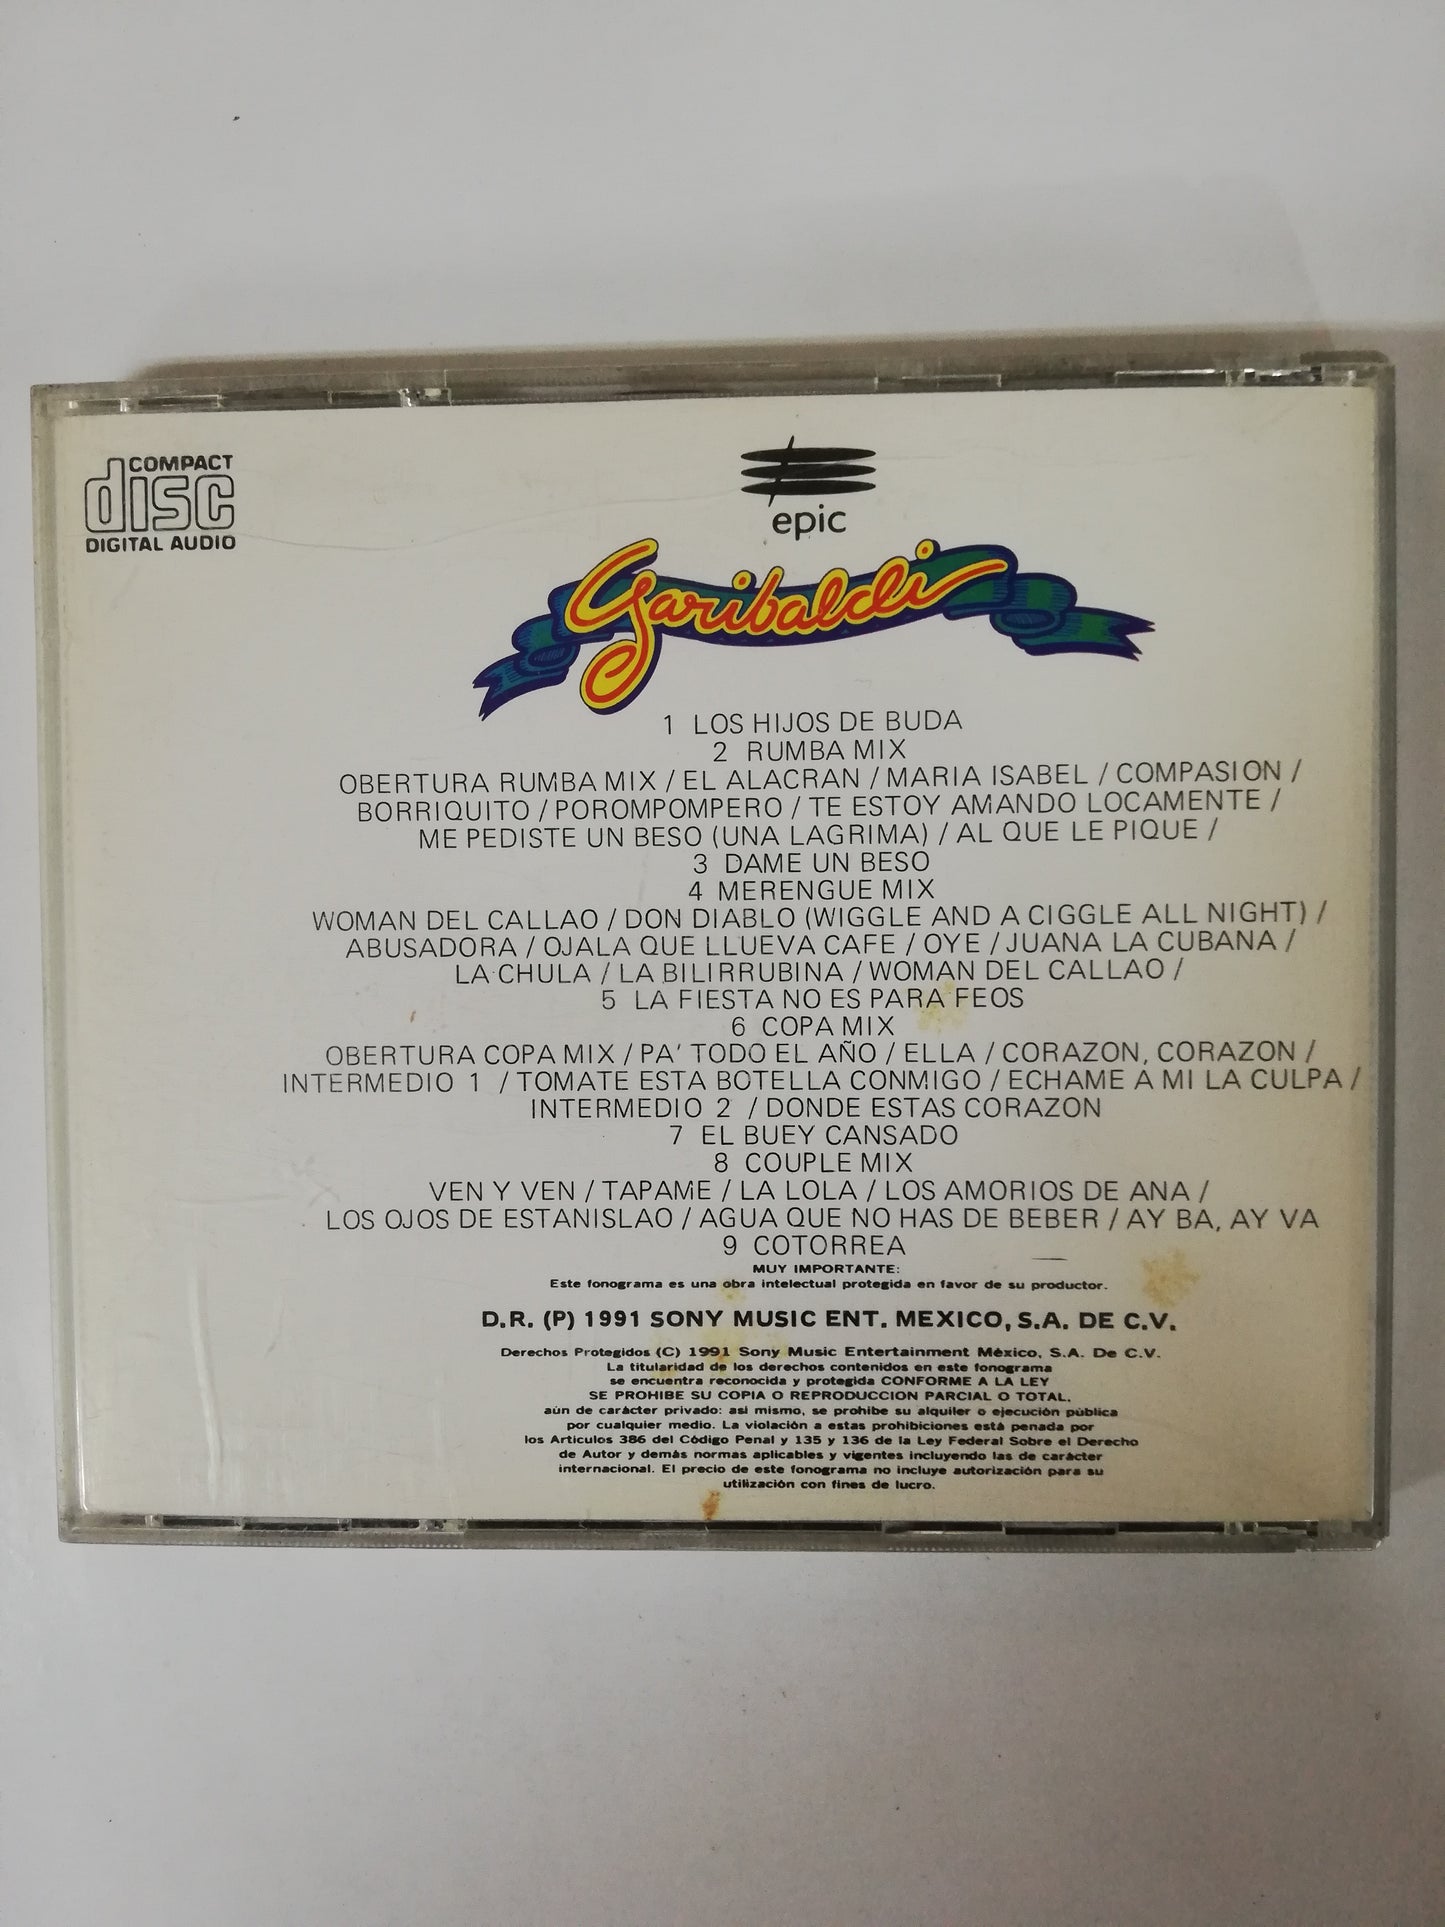 COMPACT
disc
DIGITAL AUDIO
epic
Garibaldi
1 LOS HIJOS DE BUDA
2 RUMBA MIX
OBERTURA RUMBA MIX / EL ALACRAN / MARIA ISABEL / COMPASION /
BORRIQUITO / POROMPOMPERO / TE ESTOY AMANDO LOCAMENTE /
ME PEDISTE UN BESO (UNA LAGRIMA) / AL QUE LE PIQUE /
3 DAME UN BESO
4 MERENGUE MIX
WOMAN DEL CALLAO / DON DIABLO (WIGGLE AND A CIGGLE ALL NIGHT) /
ABUSADORA / OJALA QUE LLUEVA CAFE / OYE / JUANA LA CUBANA /
LA CHULA / LA BILIRRUBINA / WOMAN DEL CALLAO /
5 LA FIESTA NO ES PARA FEOS
6 COPA MIX
OBERTURA COPA MIX / PA' TODO EL AÑO / ELLA / CORAZON, CORAZON /
INTERMEDIO 1 / TOMATE ESTA BOTELLA CONMIGO / ECHAME A MI LA CULPA /
INTERMEDIO 2 / DONDE ESTAS CORAZON
7 EL BUEY CANSADO
8 COUPLE MIX
VEN Y VEN / TAPAME / LA LOLA / LOS AMORIOS DE ANA /
LOS OJOS DE ESTANISLAO / AGUA QUE NO HAS DE BEBER / AY BA, AY VA
9 COTORREA
MUY IMPORTANTE:
Este fonograma es una obra intelectual protegida en favor de su productor.
D.R. (P) 1991 SONY MUSIC ENT. MEXICO, S.A. DE C.V.
Derechos Protegidos (C) 1991 Sony Music Entertainment México, S.A. De C.V.
La titularidad de los derechos contenidos en este fonograma
se encuentra reconocida y protegida CONFORME A LA LEY
SE PROHIBE SU COPIA O REPRODUCCION PARCIAL O TOTAL,
aún de carácter privado: así mismo, se prohibe su alquiler o ejecución pública
por cualquier medio. La violación a estas prohibiciones está penada por
los Artículos 386 del Código Penal y 135 y 136 de la Ley Federal Sobre el Derecho
de Autor y demás normas aplicables y vigentes incluyendo las de carácter
internacional. El precio de este fonograma no incluye autorización para su
utilización con fines de lucro.